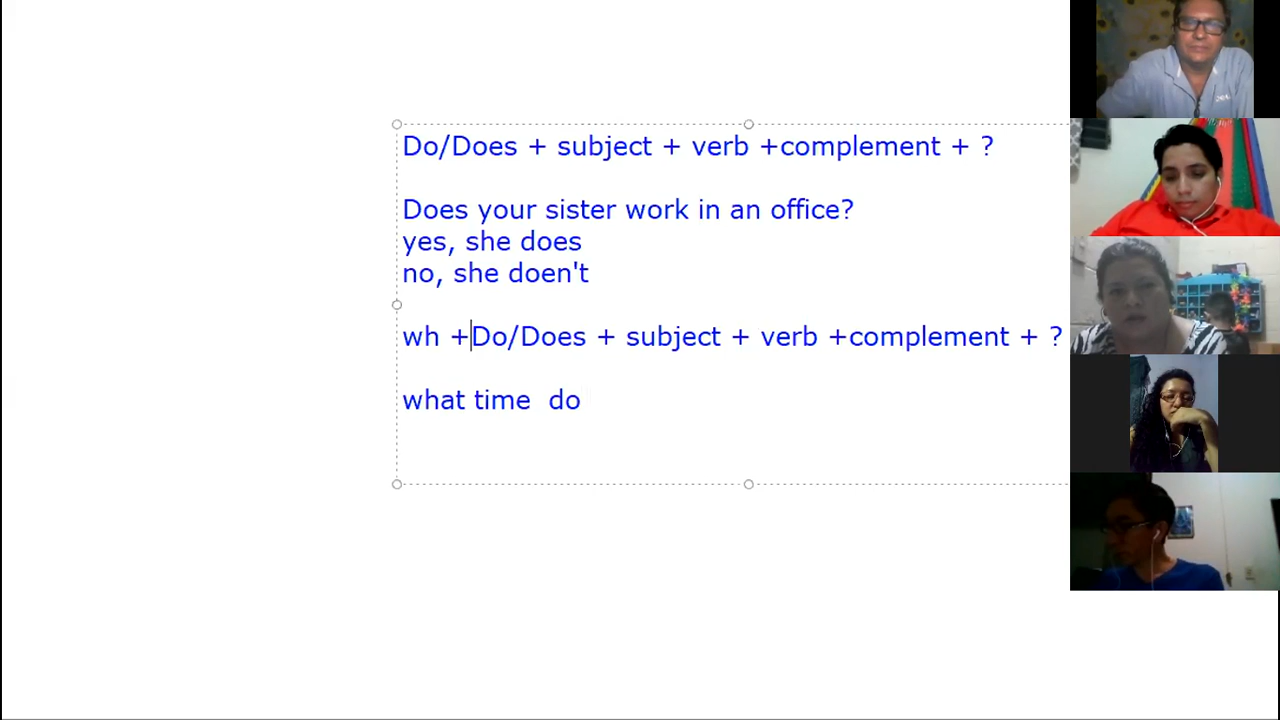 Do/Does + subject + verb +complement + ?
Does your sister work in an office?
yes, she does
no, she doen't
wh +Do/Does + subject + verb +complement + ?
what time  do